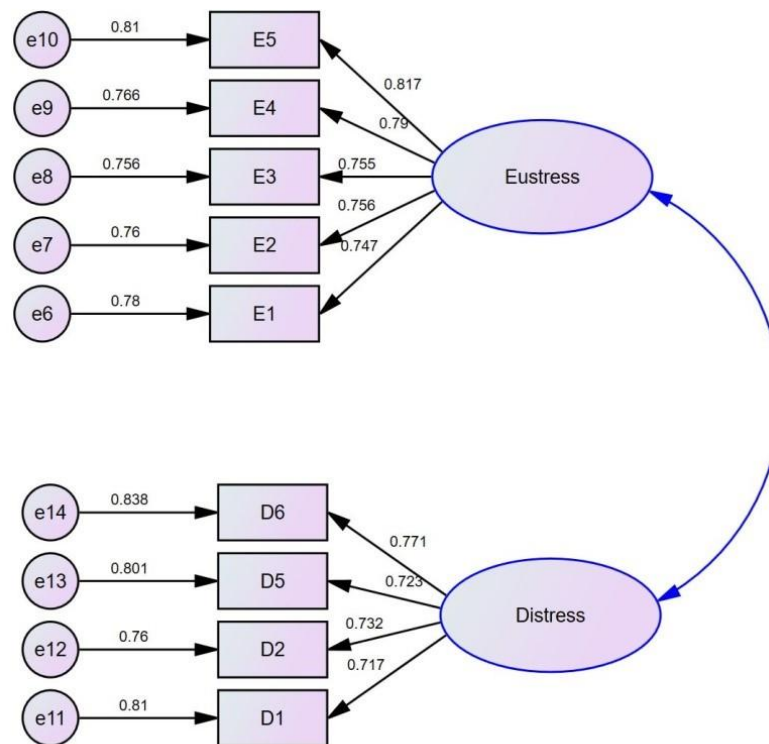 e10 0.81 E5
0.817
e9 0.766 E4
0.79
e8 0.756 E3 0.755 Eustress
0.756
e7 0.76 E2
0.747
e6 0.78 E1
e14 0.838 D6
0.771
e13 0.801 D5
0.723
Distress
0.732
e12 0.76 D2
0.717
e11 0.81 D1